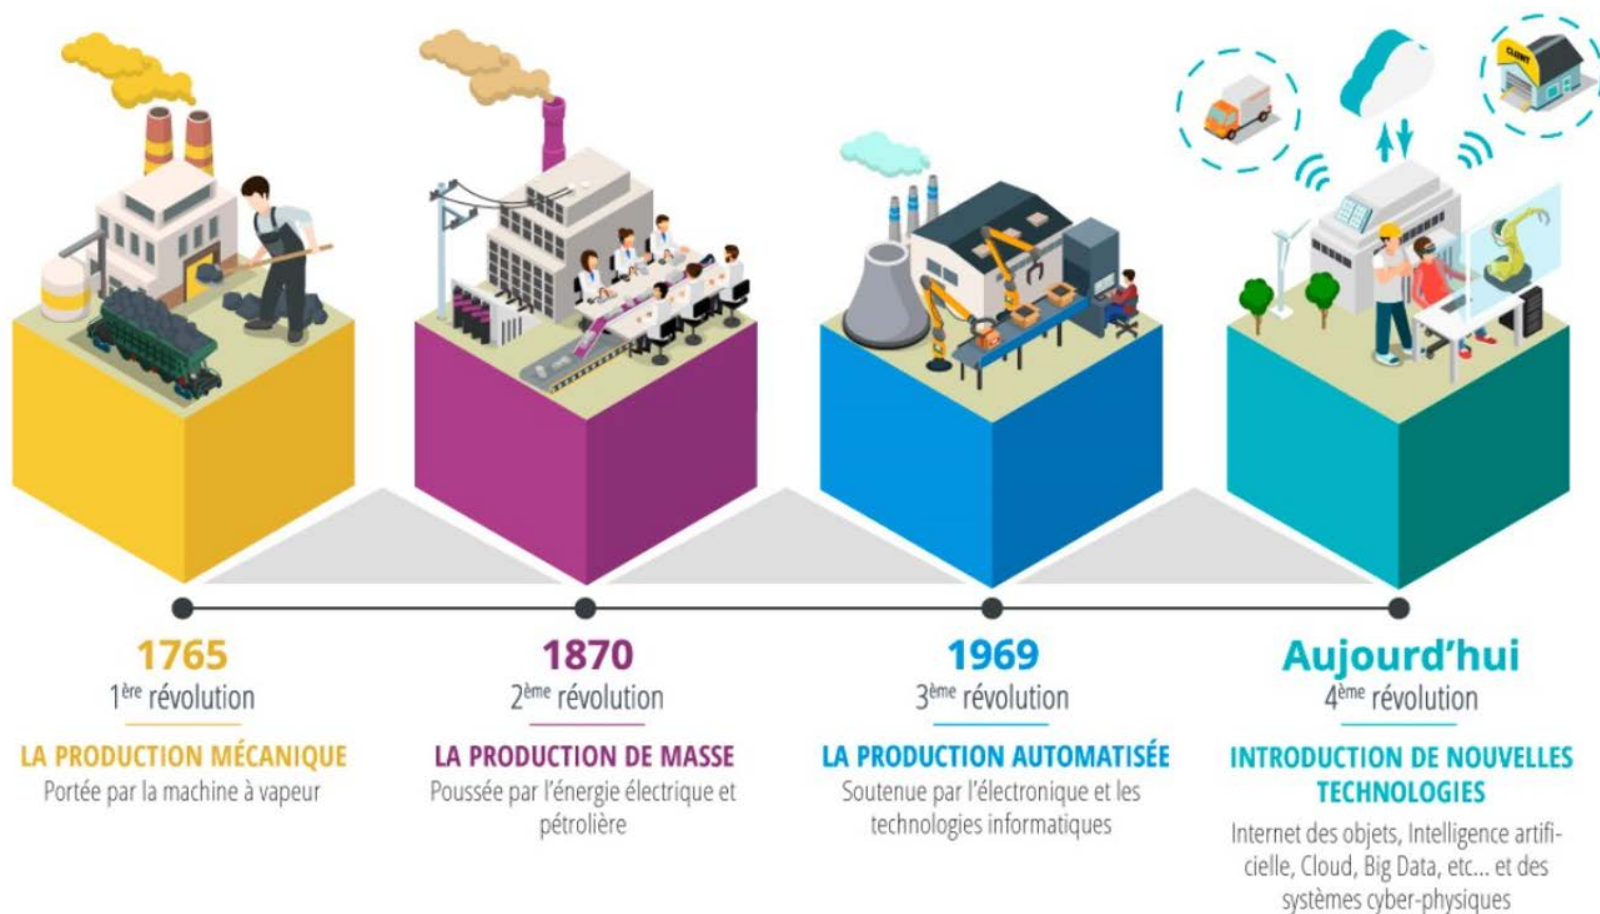 CLIENT
1765
1ère révolution
LA PRODUCTION MÉCANIQUE
Portée par la machine à vapeur
1870
2ème révolution
LA PRODUCTION DE MASSE
Poussée par l'énergie électrique et
pétrolière
1969
3ème révolution
LA PRODUCTION AUTOMATISÉE
Soutenue par l'électronique et les
technologies informatiques
Aujourd'hui
4ème révolution
INTRODUCTION DE NOUVELLES
TECHNOLOGIES
Internet des objets, Intelligence artifi-
cielle, Cloud, Big Data, etc... et des
systèmes cyber-physiques